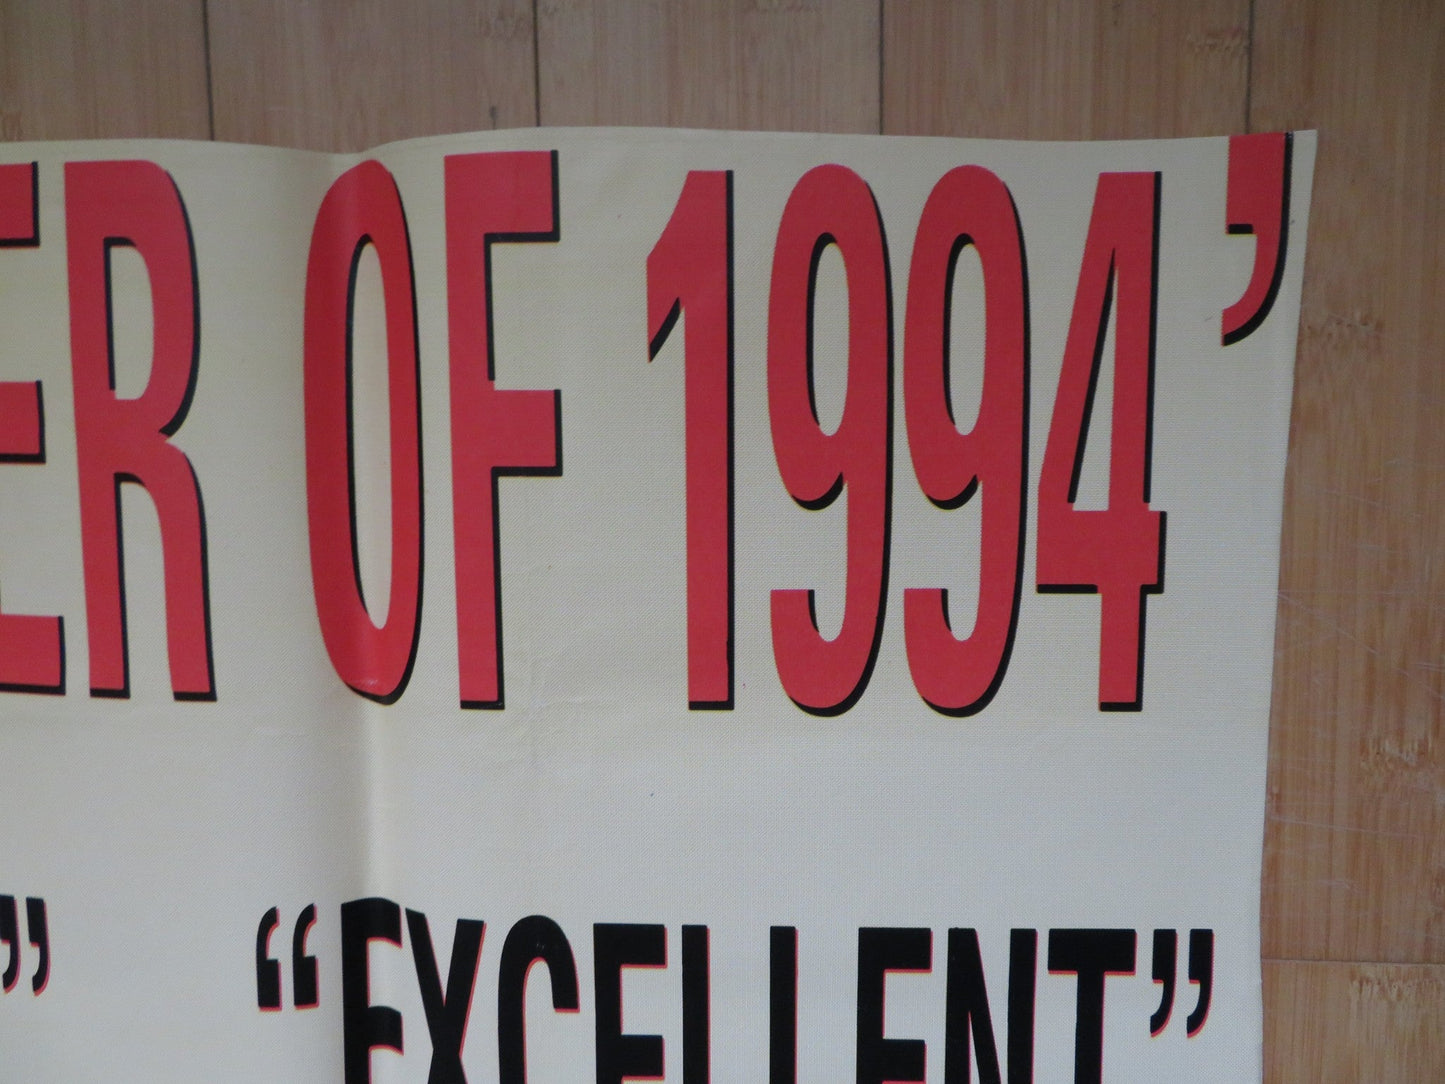 ER OF 1994'
” “EXCELLENT”